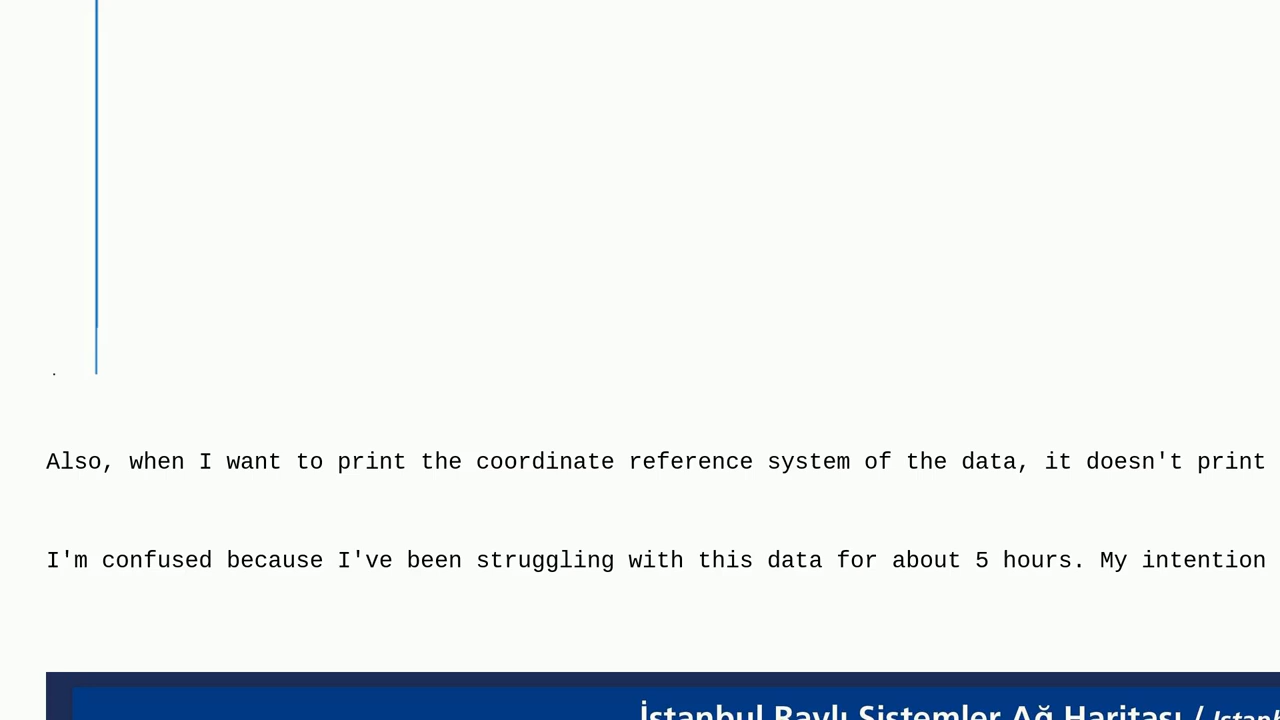 Also, when I want to print the coordinate reference system of the data, it doesn't print
I'm confused because I've been struggling with this data for about 5 hours. My intention
İstanbul Raylı Sistemler Ağ Haritası /